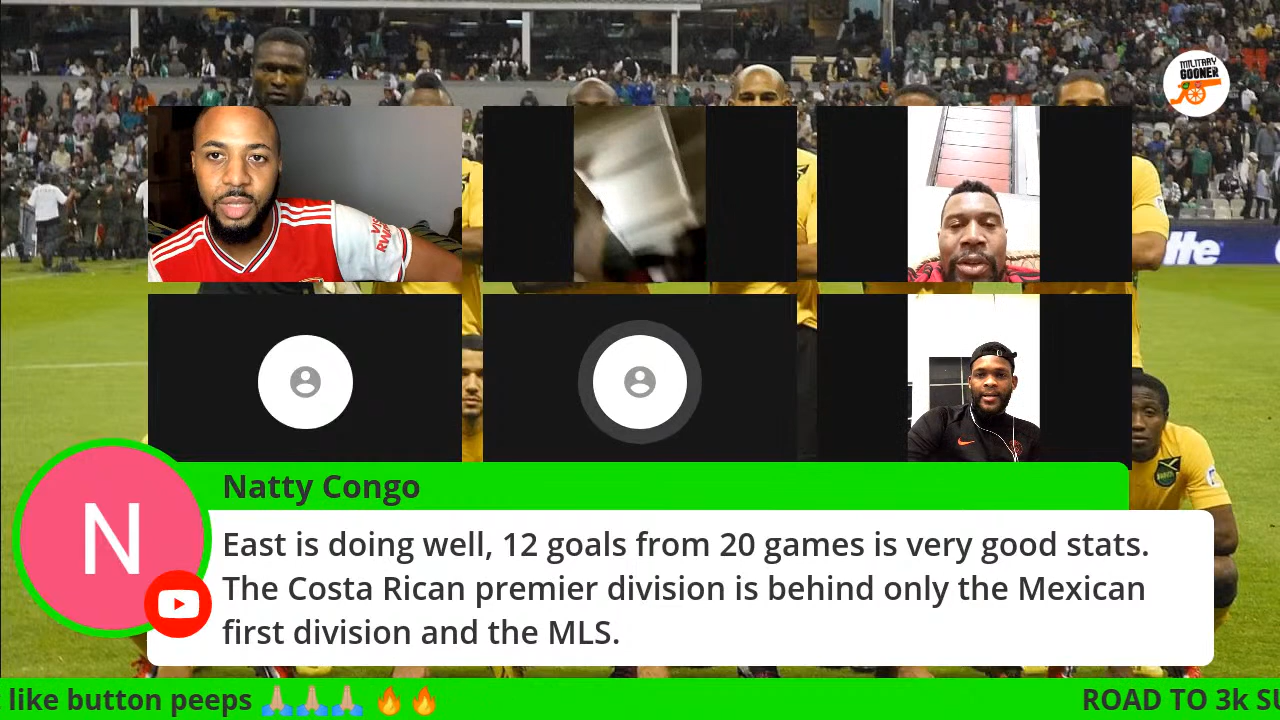 MILITARY
GOONER
Natty Congo
N
East is doing well, 12 goals from 20 games is very good stats.
The Costa Rican premier division is behind only the Mexican
first division and the MLS.
like button peeps 🙏🏼🙏🏼🙏🏼 🔥🔥
ROAD TO 3k